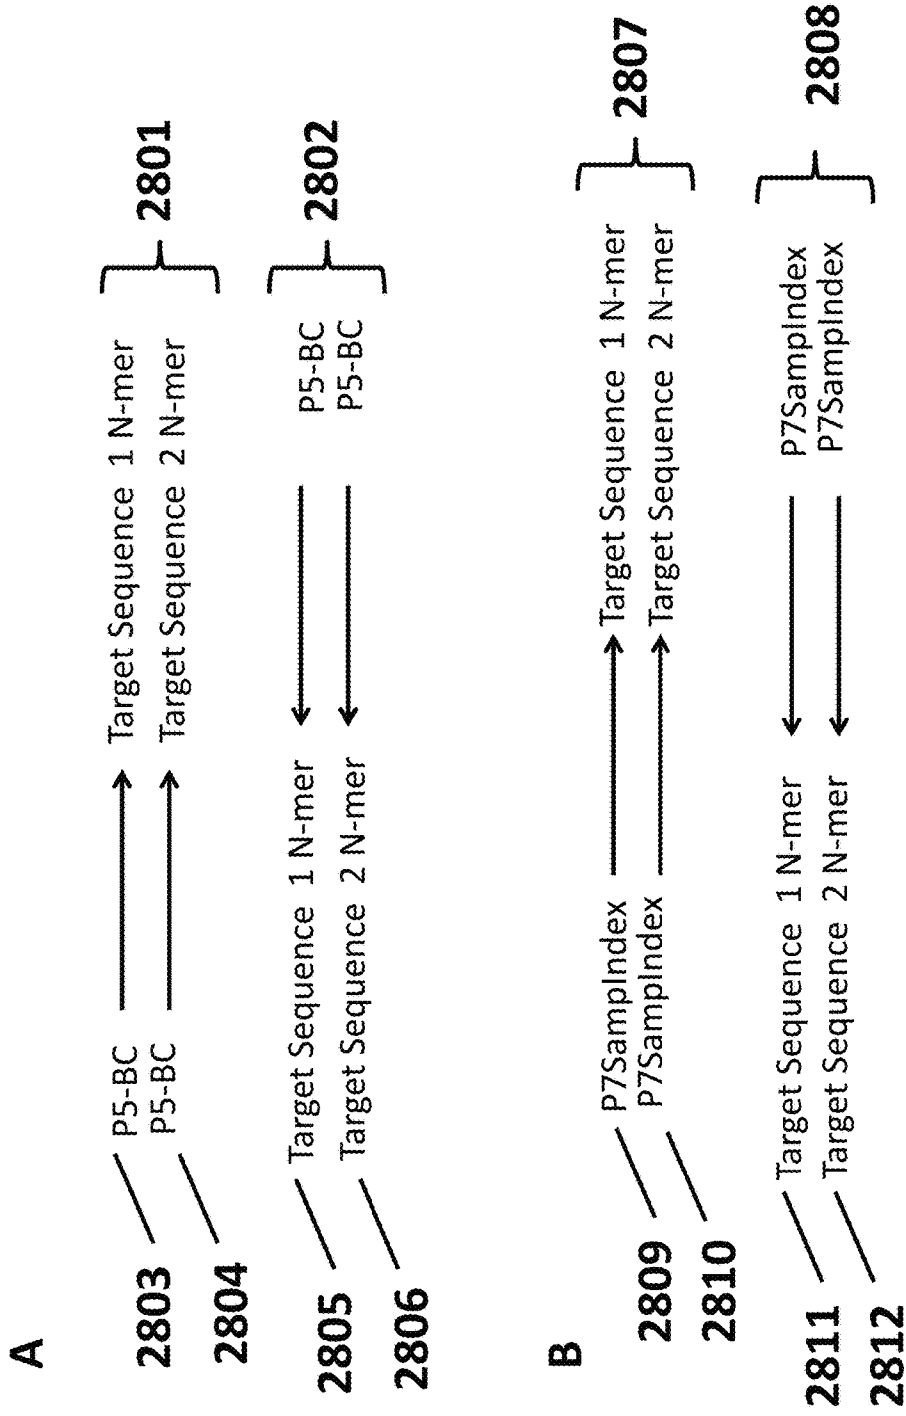 A
2803 P5-BC Target Sequence 1 N-mer 2801
2804 P5-BC Target Sequence 2 N-mer
2805 Target Sequence 1 N-mer P5-BC 2802
2806 Target Sequence 2 N-mer P5-BC
B
2809 P7SampIndex Target Sequence 1 N-mer 2807
2810 P7SampIndex Target Sequence 2 N-mer
2811 Target Sequence 1 N-mer P7SampIndex 2808
2812 Target Sequence 2 N-mer P7SampIndex